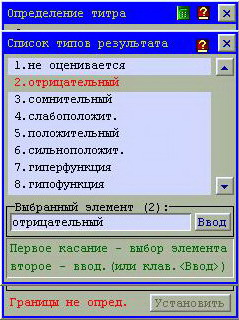 Определение титра
Список типов результата
1.не оценивается
2.отрицательный
3.сомнительный
4.слабоположит.
5.положительный
6.сильноположит.
7.гиперфункция
8.гипофункция
Выбранный элемент (2):
отрицательный Ввод
Первое касание - выбор элемента
второе - ввод.(или клав.<Ввод>)
Границы не опред. Установить